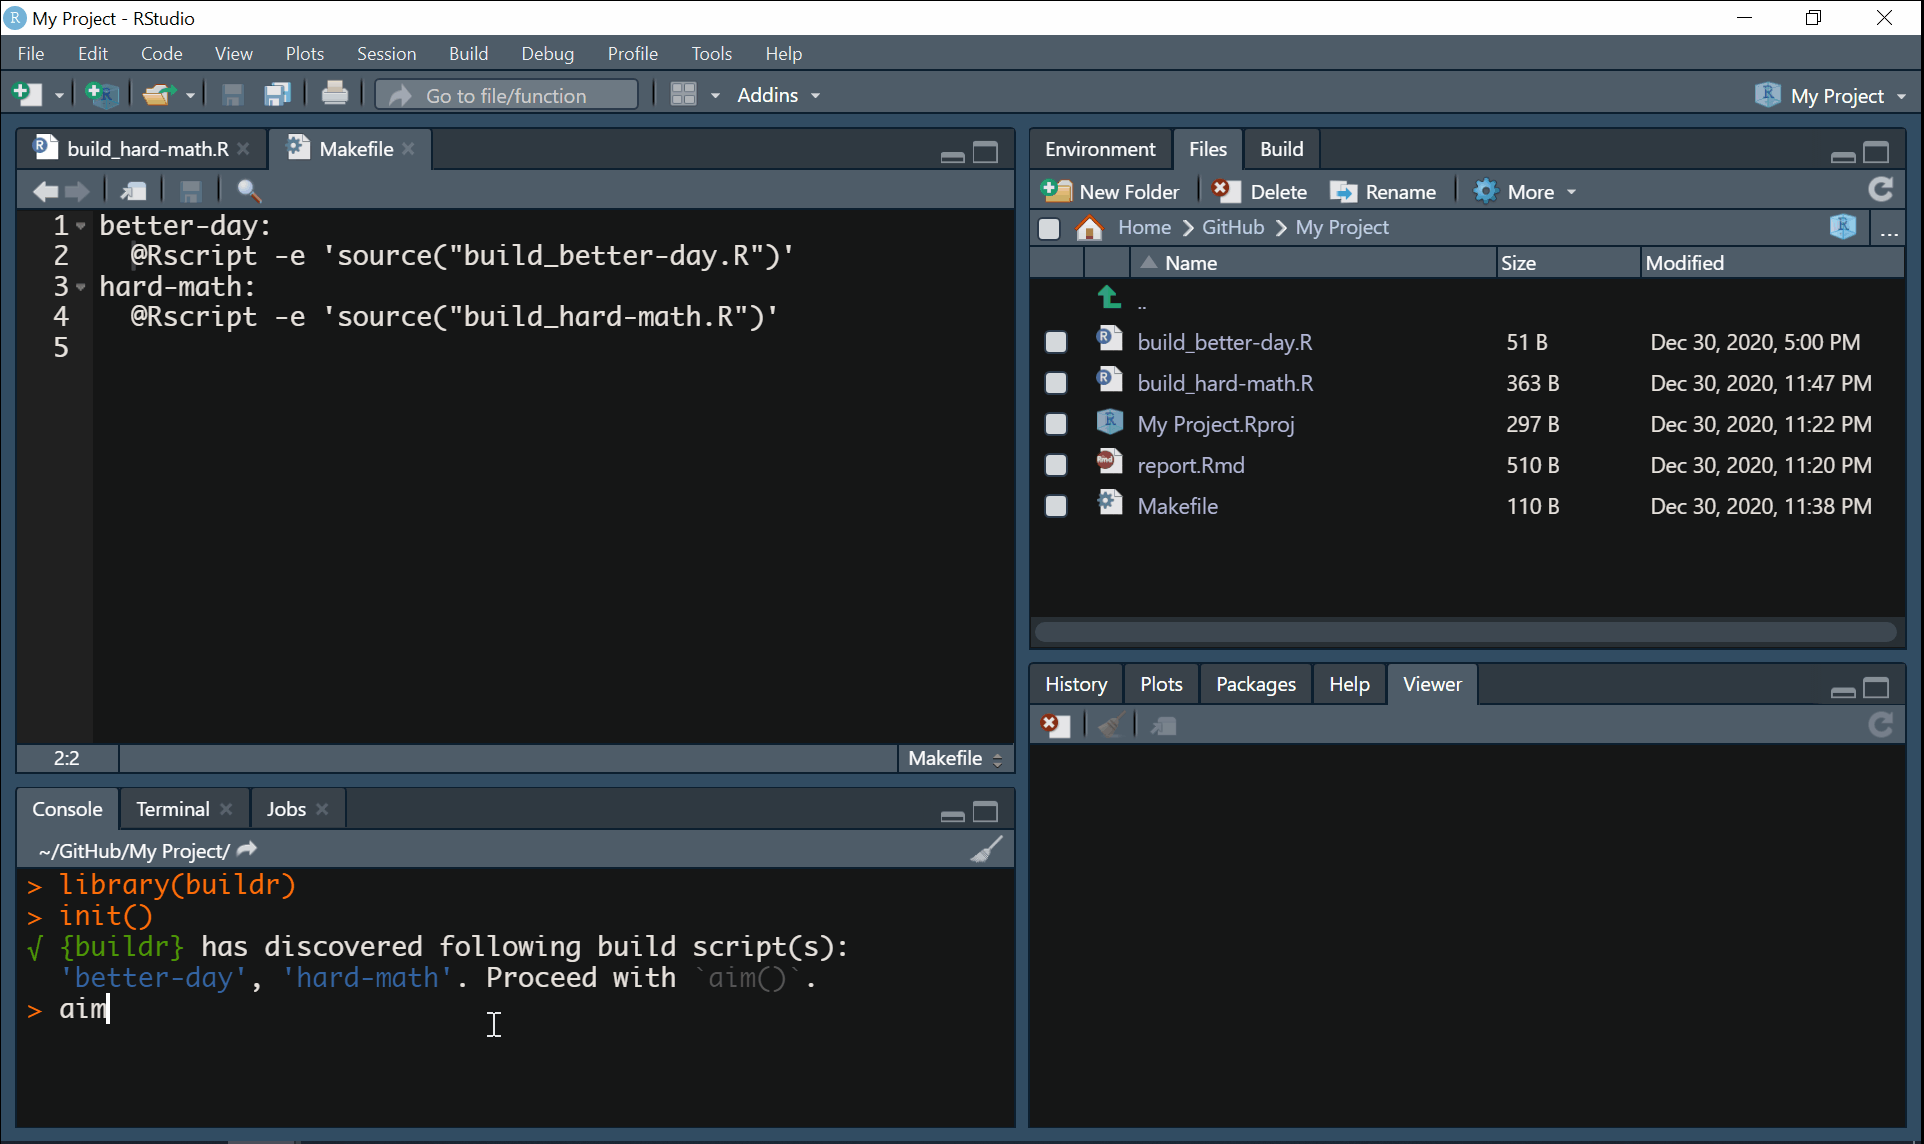 My Project - RStudio
File Edit Code View Plots Session Build Debug Profile Tools Help
Go to file/function Addins My Project
build_hard-math.R Makefile
1 better-day:
2 @Rscript -e 'source("build_better-day.R")'
3 hard-math:
4 @Rscript -e 'source("build_hard-math.R")'
5
2:2 Makefile
Console Terminal Jobs
~/GitHub/My Project/
> library(buildr)
> init()
√ {buildr} has discovered following build script(s):
'better-day', 'hard-math'. Proceed with `aim()`.
> aim
Environment Files Build
New Folder Delete Rename More
Home GitHub My Project ...
Name Size Modified
..
build_better-day.R 51 B Dec 30, 2020, 5:00 PM
build_hard-math.R 363 B Dec 30, 2020, 11:47 PM
My Project.Rproj 297 B Dec 30, 2020, 11:22 PM
report.Rmd 510 B Dec 30, 2020, 11:20 PM
Makefile 110 B Dec 30, 2020, 11:38 PM
History Plots Packages Help Viewer